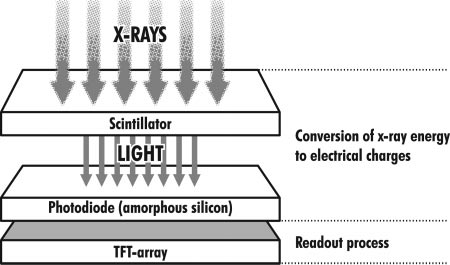 X-RAYS
Scintillator
LIGHT
Conversion of x-ray energy
to electrical charges
Photodiode (amorphous silicon)
TFT-array
Readout process